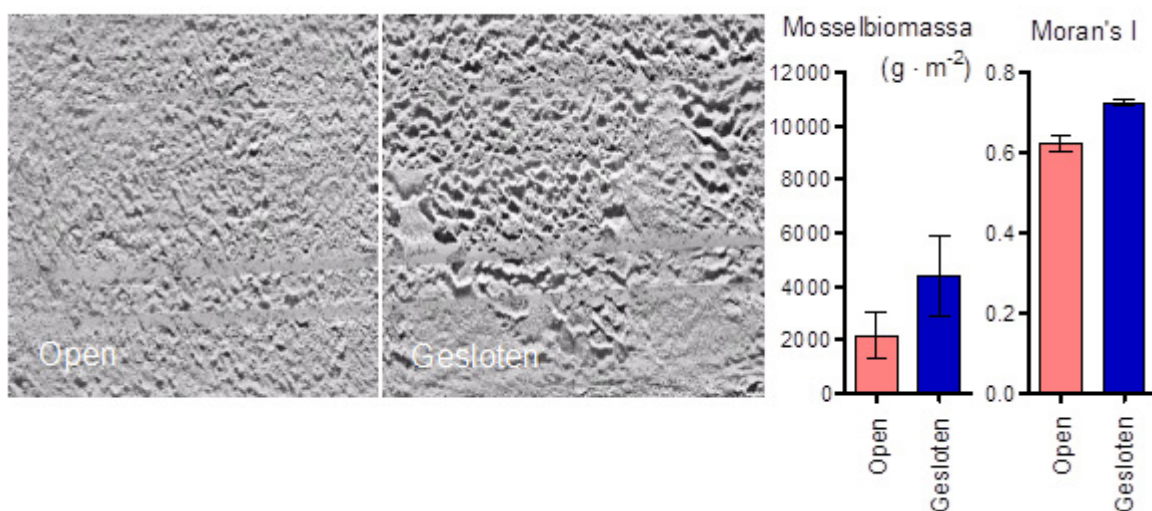 Open
Gesloten
Mosselbiomassa
(g · m-2)
12000
10000
8000
6000
4000
2000
0
Open
Gesloten
Moran's I
0.8
0.6
0.4
0.2
0.0
Open
Gesloten